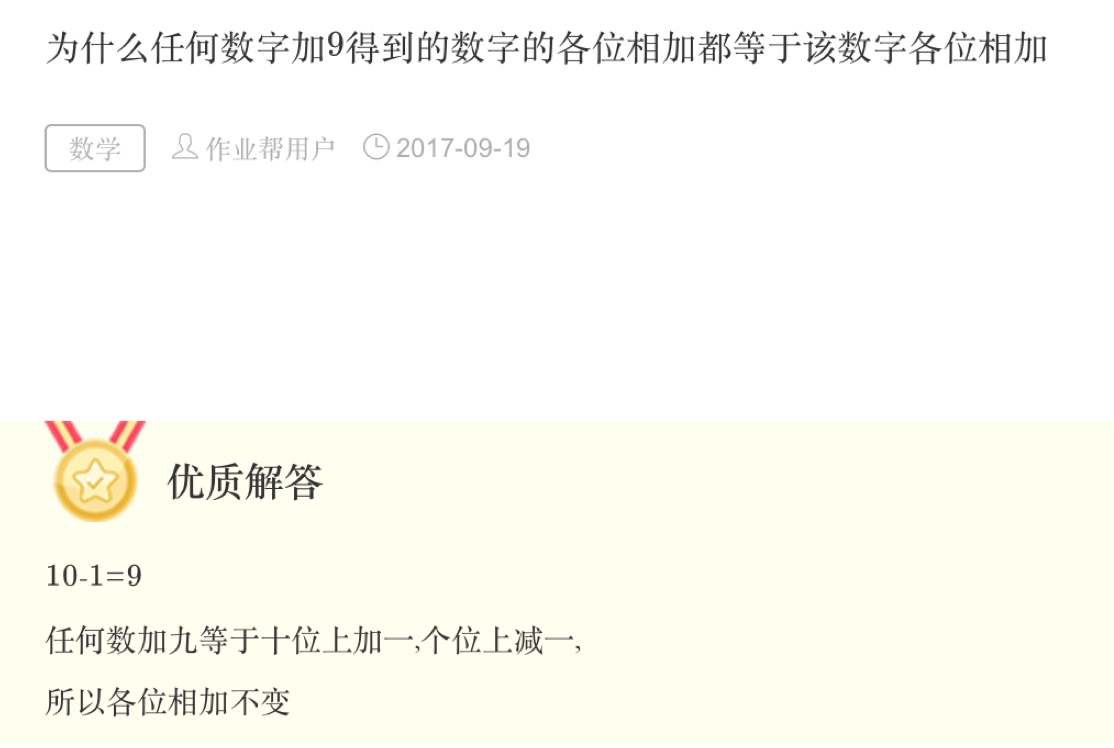 为什么任何数字加9得到的数字的各位相加都等于该数字各位相加
数学 作业帮用户 2017-09-19
优质解答
10-1=9
任何数加九等于十位上加一,个位上减一,
所以各位相加不变